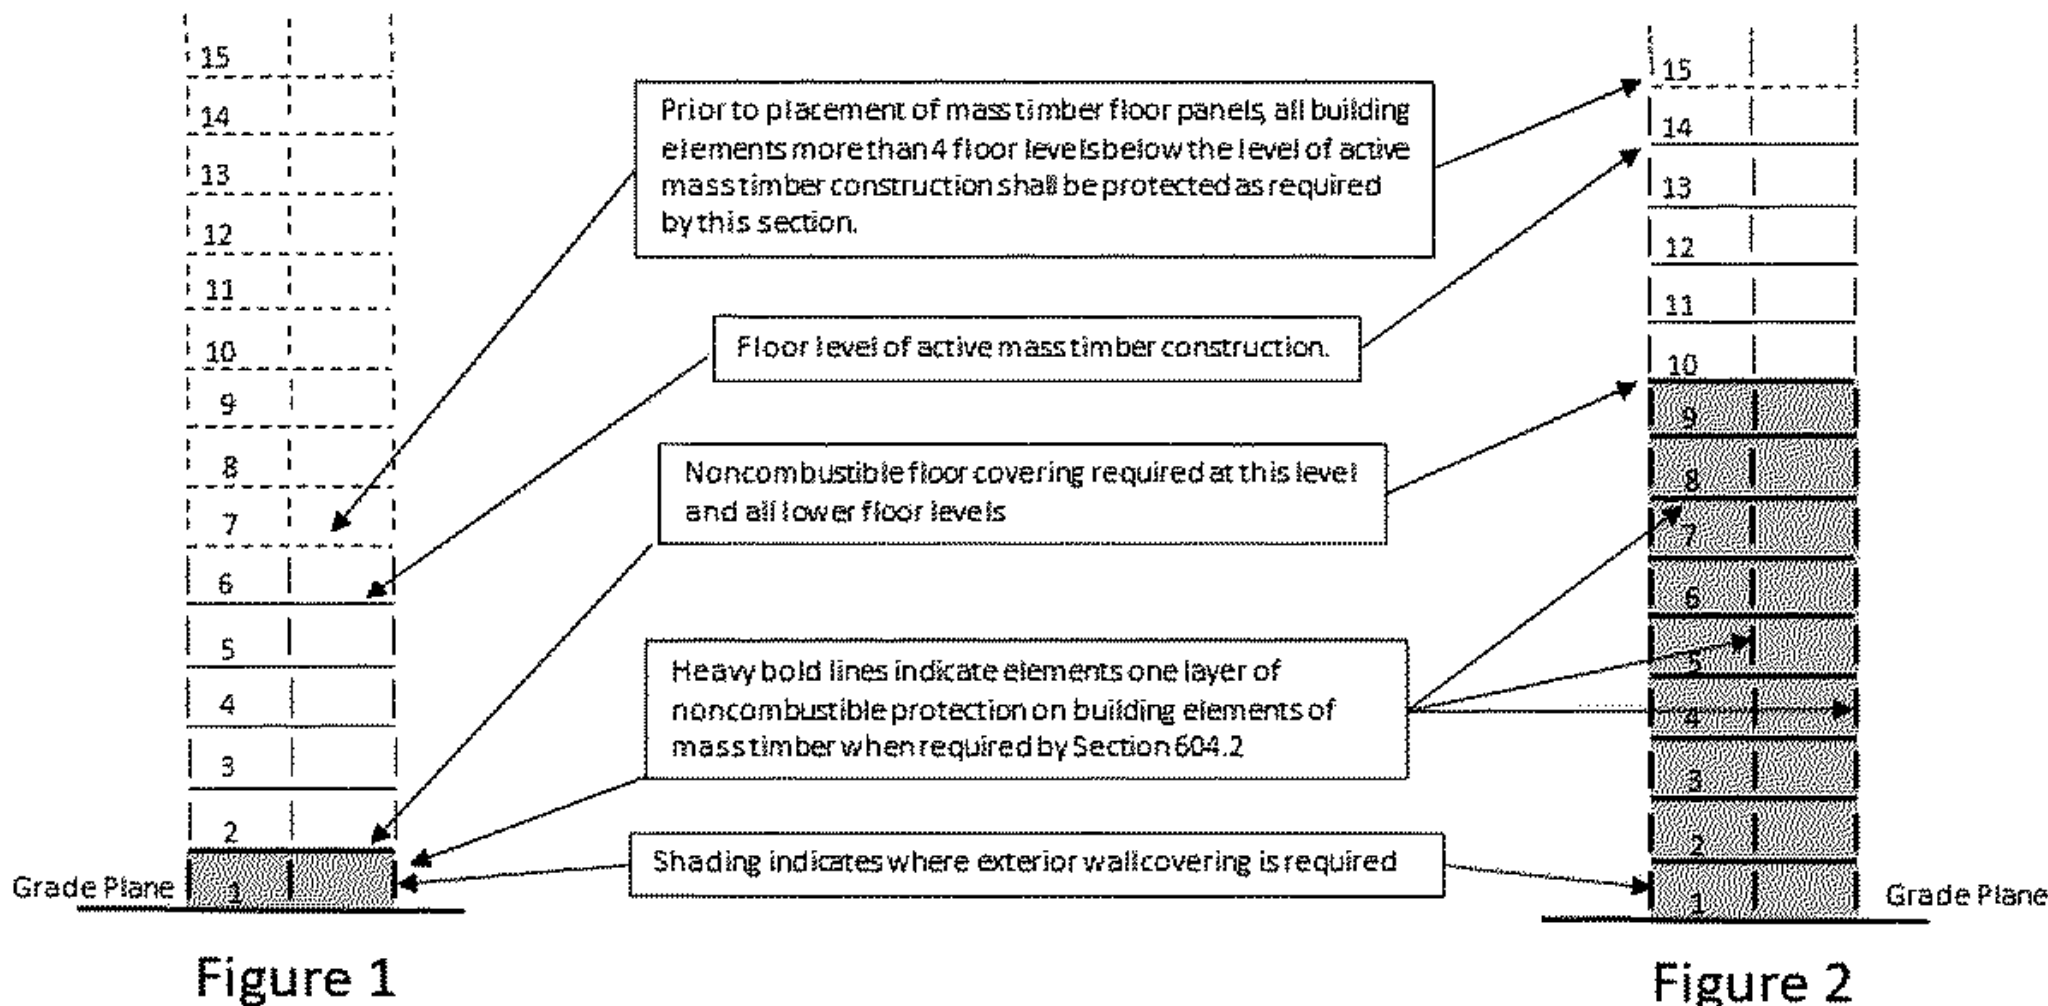 15
14
13
12
11
10
9
8
7
6
5
4
3
2
1
Grade Plane
Figure 1
Prior to placement of mass timber floor panels, all building
elements more than 4 floor levels below the level of active
mass timber construction shall be protected as required
by this section.
Floor level of active mass timber construction.
Noncombustible floor covering required at this level
and all lower floor levels
Heavy bold lines indicate elements one layer of
noncombustible protection on building elements of
mass timber when required by Section 604.2
Shading indicates where exterior wall covering is required
15
14
13
12
11
10
9
8
7
6
5
4
3
2
1
Grade Plane
Figure 2